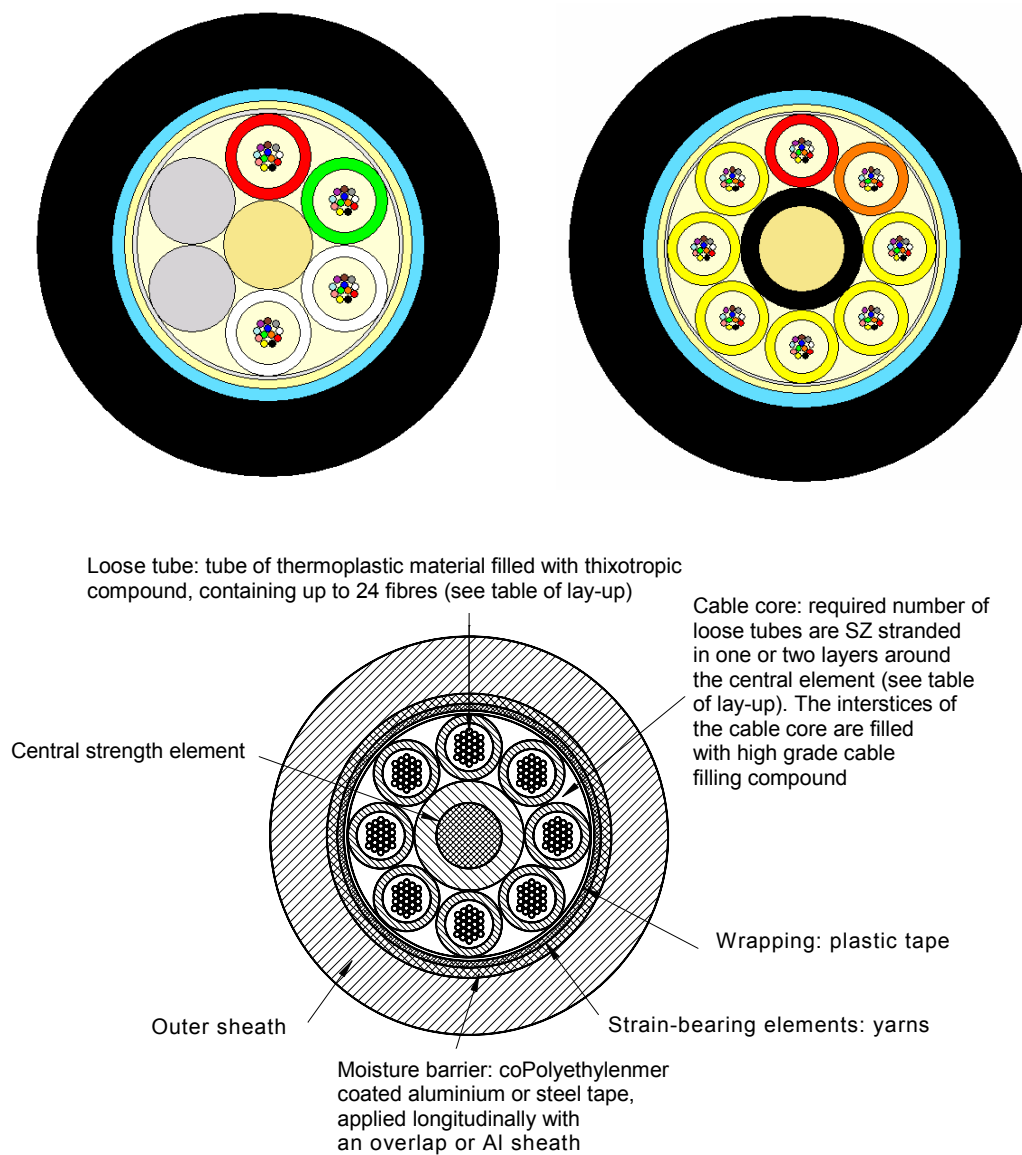 Loose tube: tube of thermoplastic material filled with thixotropic
compound, containing up to 24 fibres (see table of lay-up)
Cable core: required number of
loose tubes are SZ stranded
in one or two layers around
the central element (see table
of lay-up). The interstices of
the cable core are filled
with high grade cable
filling compound
Central strength element
Wrapping: plastic tape
Outer sheath
Strain-bearing elements: yarns
Moisture barrier: coPolyethylenmer
coated aluminium or steel tape,
applied longitudinally with
an overlap or Al sheath